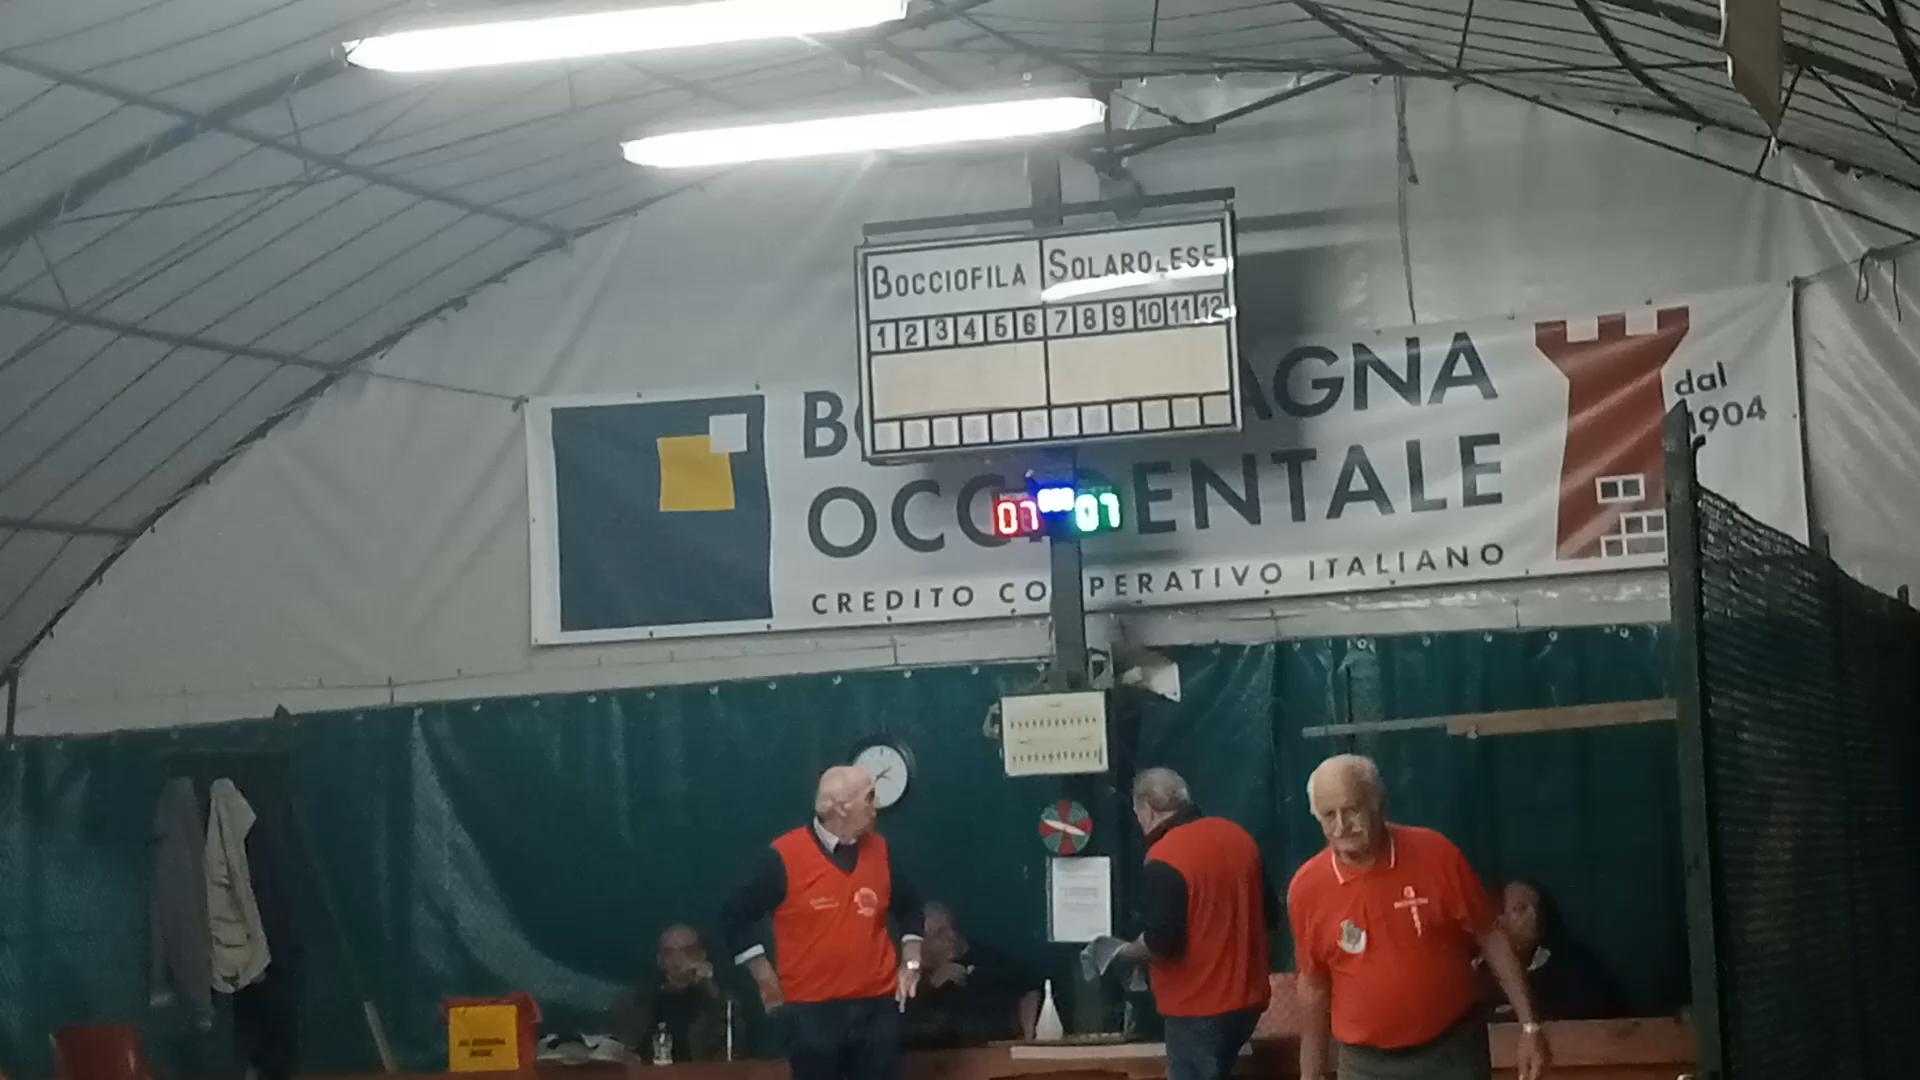 BOCCIOFILA SOLAROLESE
1 2 3 4 5 6 7 8 9 10 11 12
AGNA
OCC ENTALE
CREDITO CO PERATIVO ITALIANO
dal
1904
07 07